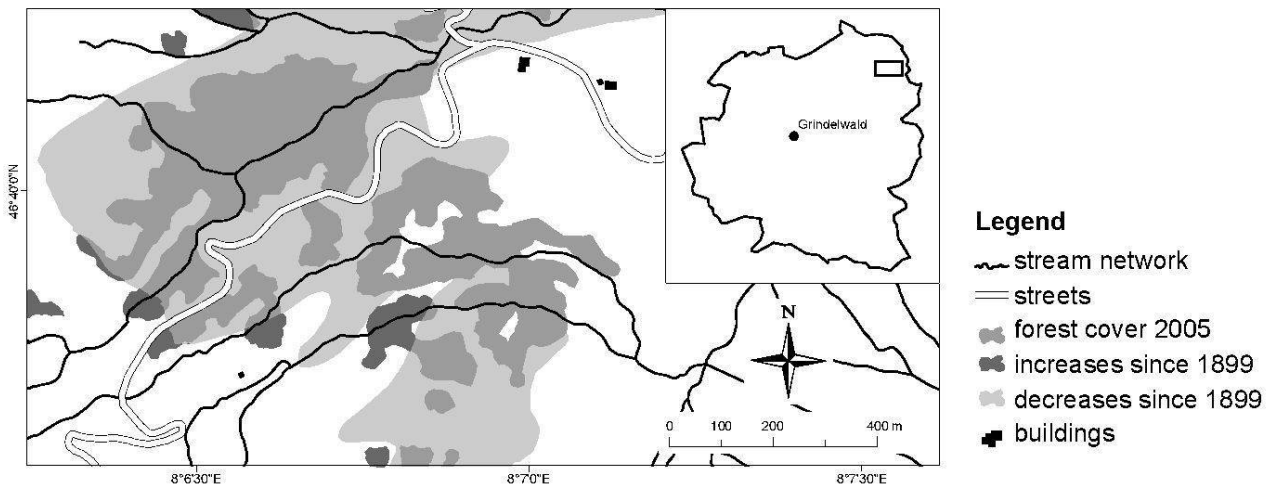 Grindelwald
46°40'0"N
N
0 100 200 400 m
8°6'30"E 8°7'0"E 8°7'30"E
Legend
stream network
streets
forest cover 2005
increases since 1899
decreases since 1899
buildings